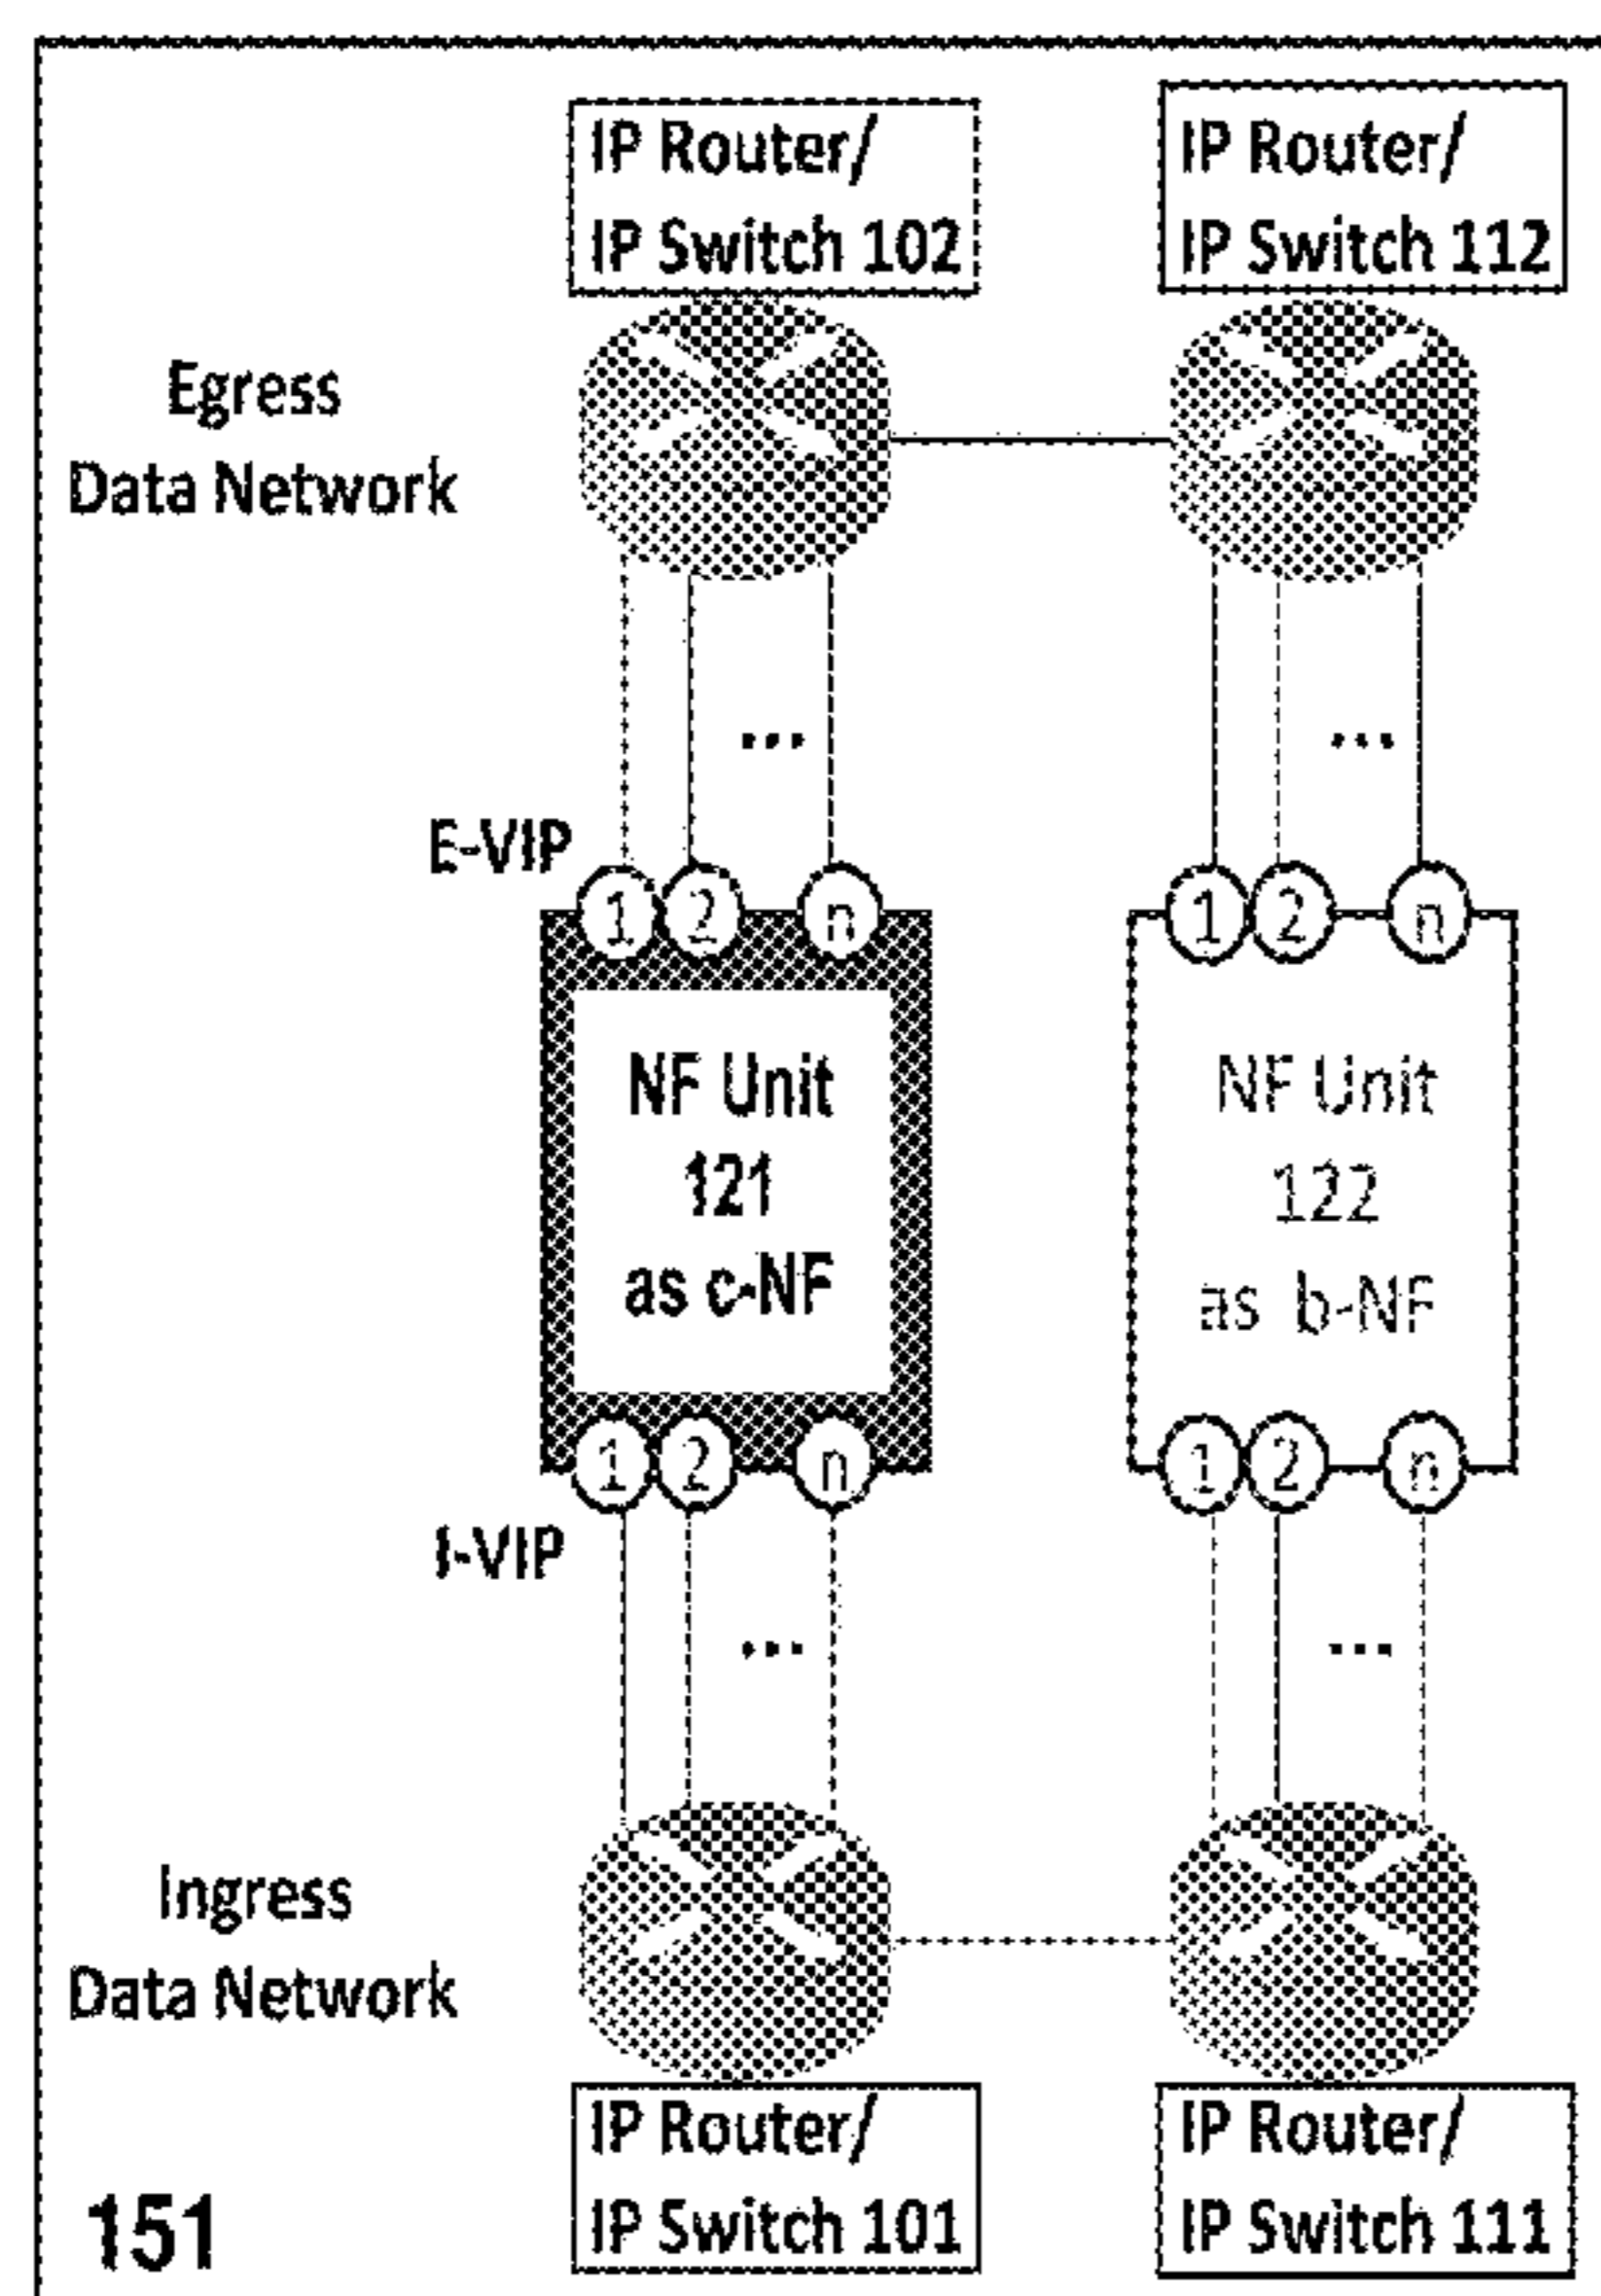 IP Router/
IP Switch 102
IP Router/
IP Switch 112
Egress
Data Network
...
...
E-VIP
1 2 n
1 2 n
NF Unit
121
as c-NF
NF Unit
122
as b-NF
1 2 n
1 2 n
I-VIP
...
...
Ingress
Data Network
IP Router/
IP Switch 101
IP Router/
IP Switch 111
151